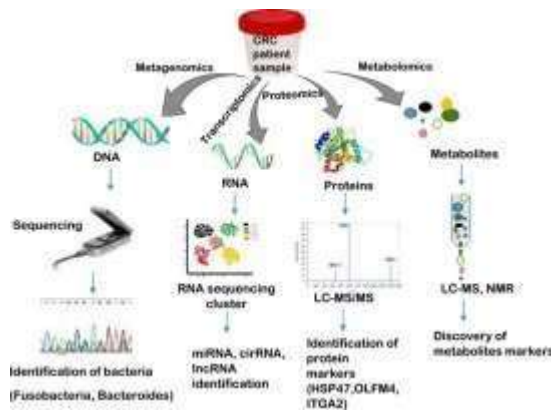 CRC
patient
sample
Metagenomics
Transcriptomics
Proteomics
Metabolomics
DNA
RNA
Proteins
Metabolites
Sequencing
RNA sequencing
cluster
LC-MS/MS
LC-MS, NMR
Identification of bacteria
(Fusobacteria, Bacteroides)
miRNA, cirRNA,
lncRNA
identification
Identification of
protein
markers
(HSP47,OLFM4,
ITGA2)
Discovery of
metabolites markers